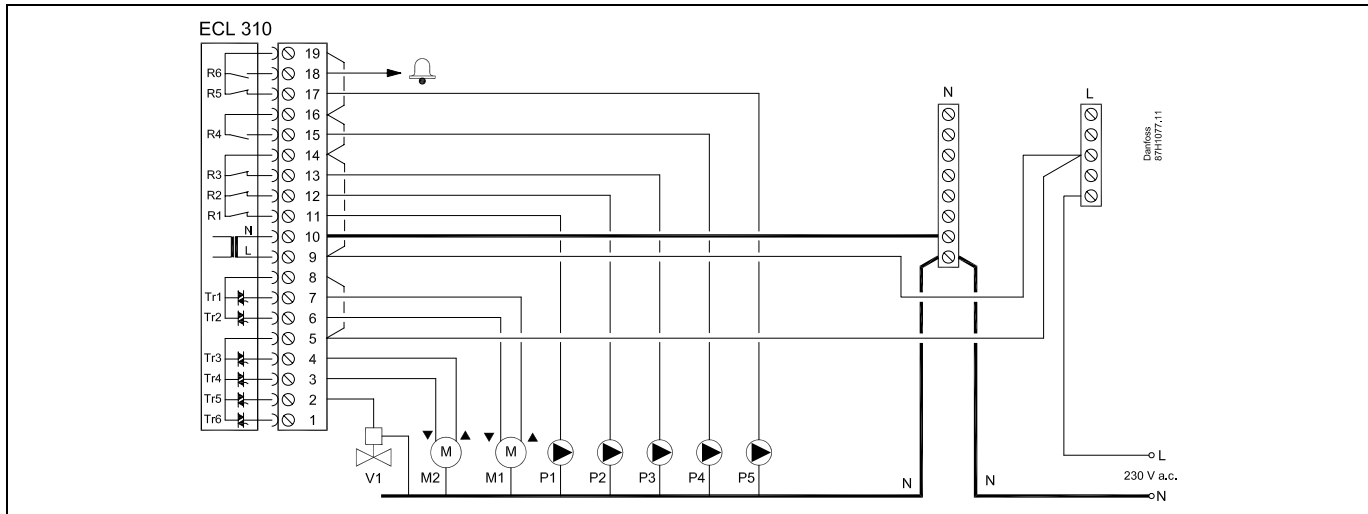 ECL 310
19
R6 18
R5 17
16
R4 15
14
R3 13
R2 12
R1 11
N 10
L 9
8
Tr1 7
Tr2 6
5
Tr3 4
Tr4 3
Tr5 2
Tr6 1
N
L
Danfoss
87H1077.11
M
M
V1 M2 M1 P1 P2 P3 P4 P5
N
N
L
230 V a.c.
N